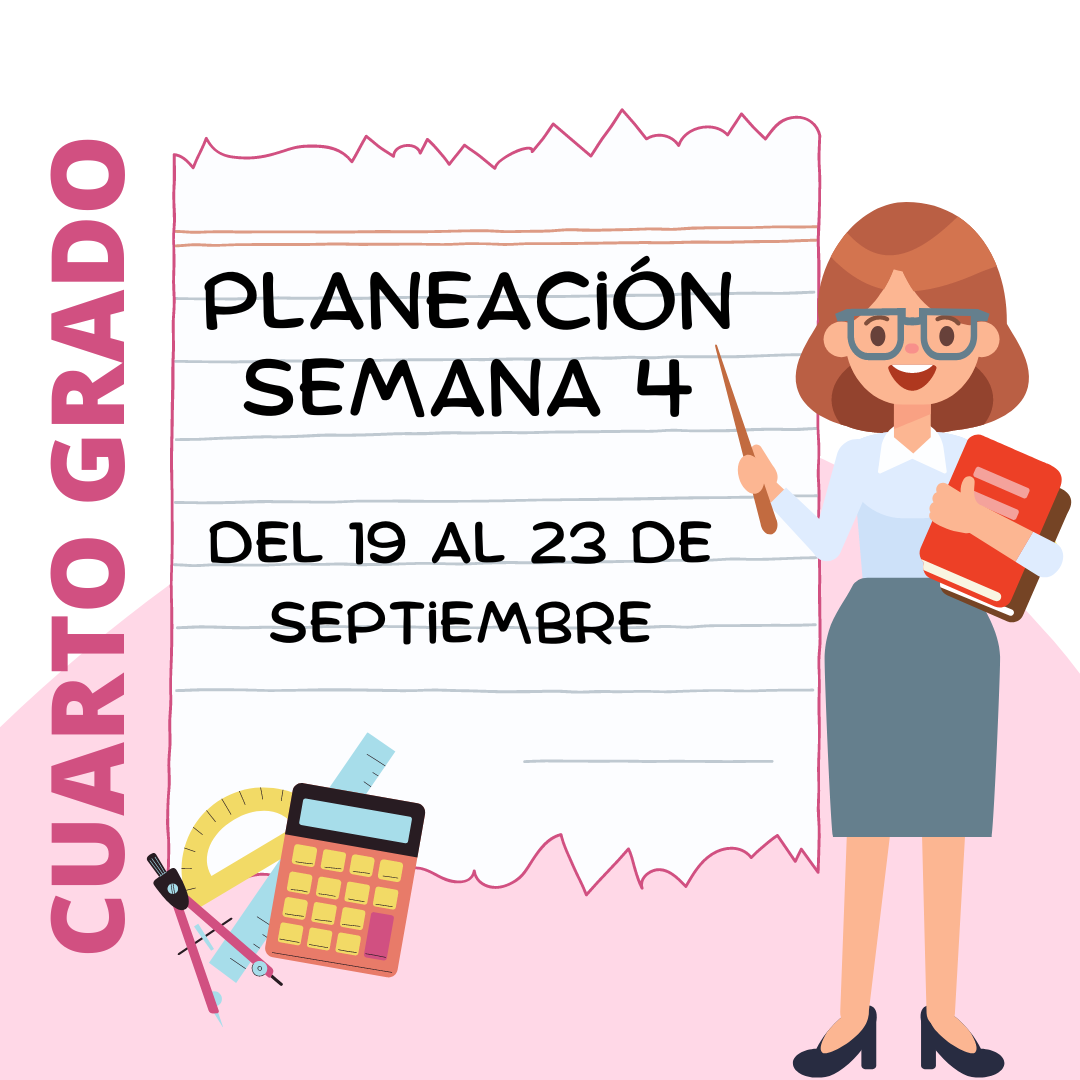 CUARTO GRADO
PLANEACIÓN
SEMANA 4
DEL 19 AL 23 DE
SEPTIEMBRE